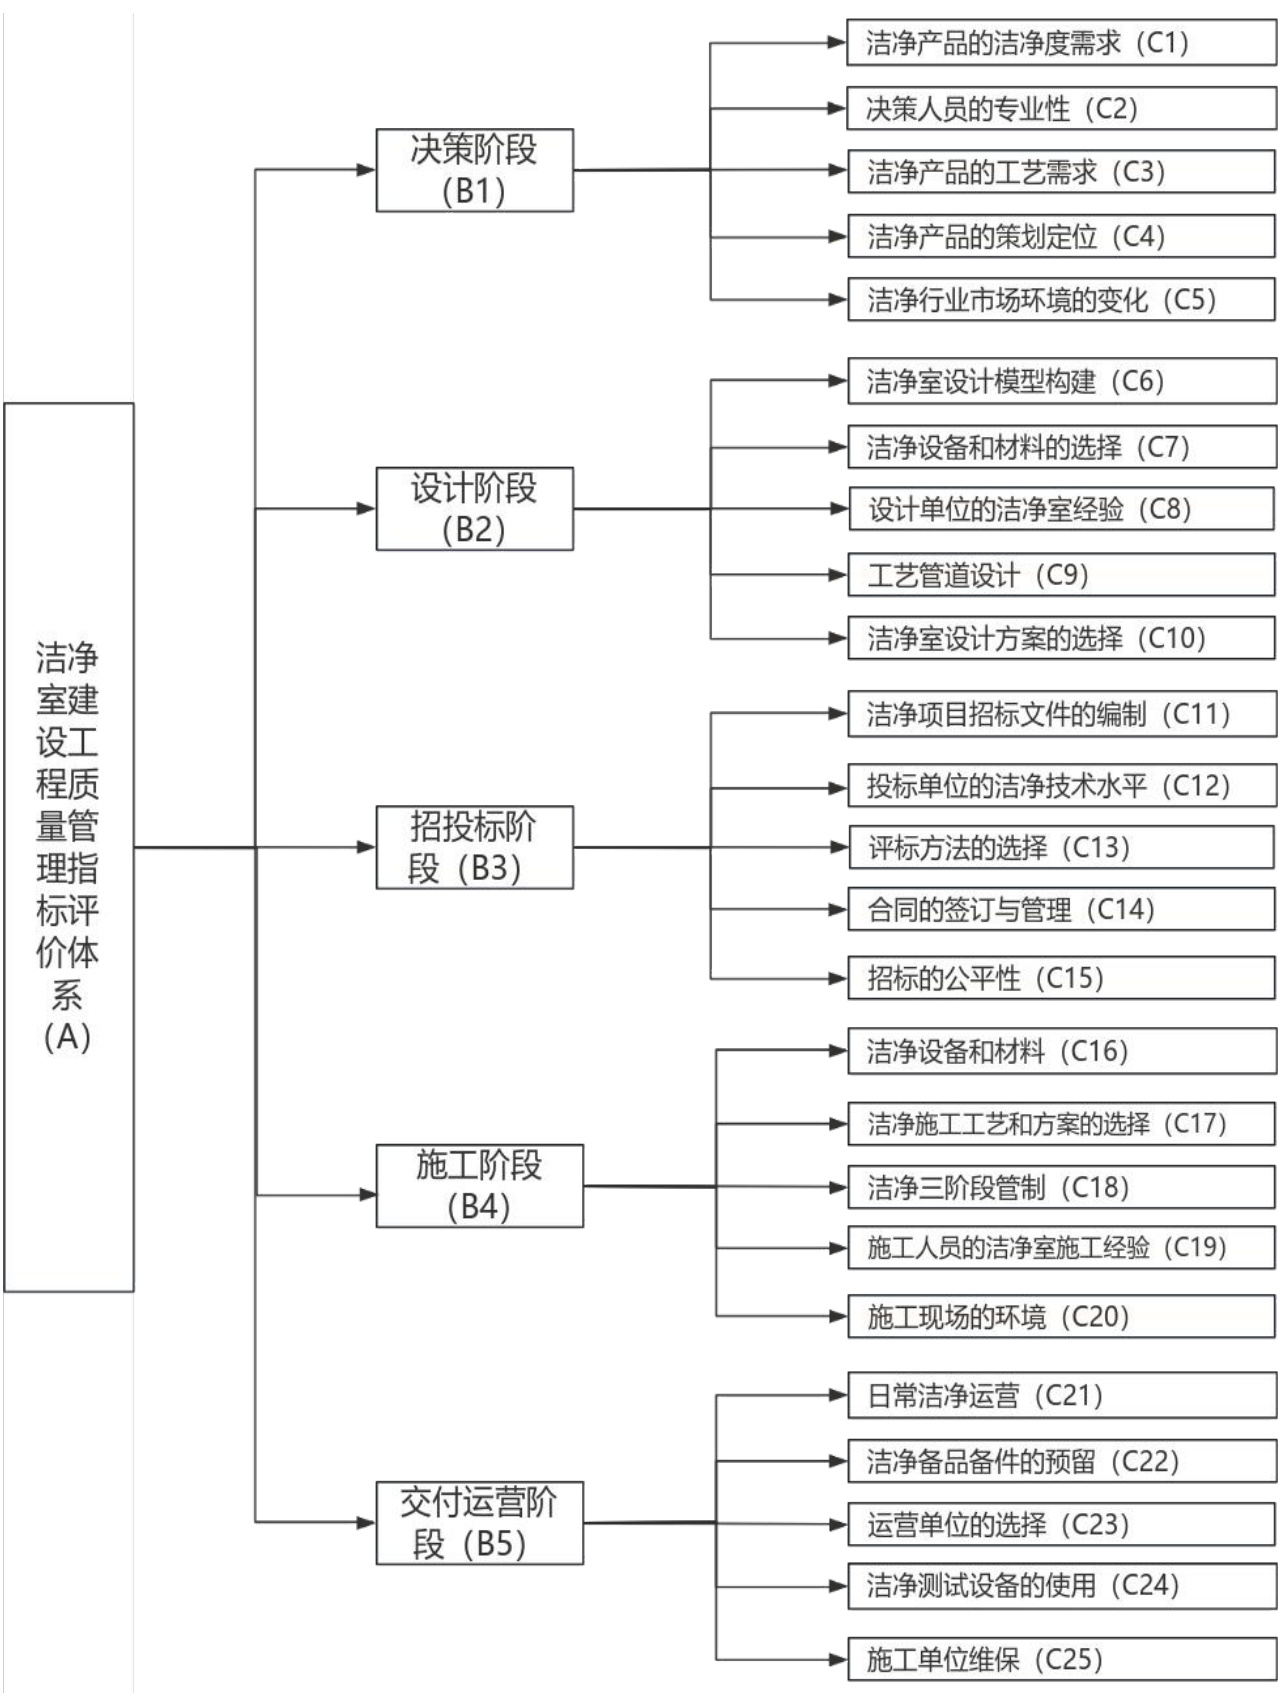 洁净
室建
设工
程质
量管
理指
标评
价体
系
（A）
决策阶段
（B1）
洁净产品的洁净度需求（C1）
决策人员的专业性（C2）
洁净产品的工艺需求（C3）
洁净产品的策划定位（C4）
洁净行业市场环境的变化（C5）
设计阶段
（B2）
洁净室设计模型构建（C6）
洁净设备和材料的选择（C7）
设计单位的洁净室经验（C8）
工艺管道设计（C9）
洁净室设计方案的选择（C10）
招投标阶
段（B3）
洁净项目招标文件的编制（C11）
投标单位的洁净技术水平（C12）
评标方法的选择（C13）
合同的签订与管理（C14）
招标的公平性（C15）
施工阶段
（B4）
洁净设备和材料（C16）
洁净施工工艺和方案的选择（C17）
洁净三阶段管制（C18）
施工人员的洁净室施工经验（C19）
施工现场的环境（C20）
交付运营阶
段（B5）
日常洁净运营（C21）
洁净备品备件的预留（C22）
运营单位的选择（C23）
洁净测试设备的使用（C24）
施工单位维保（C25）